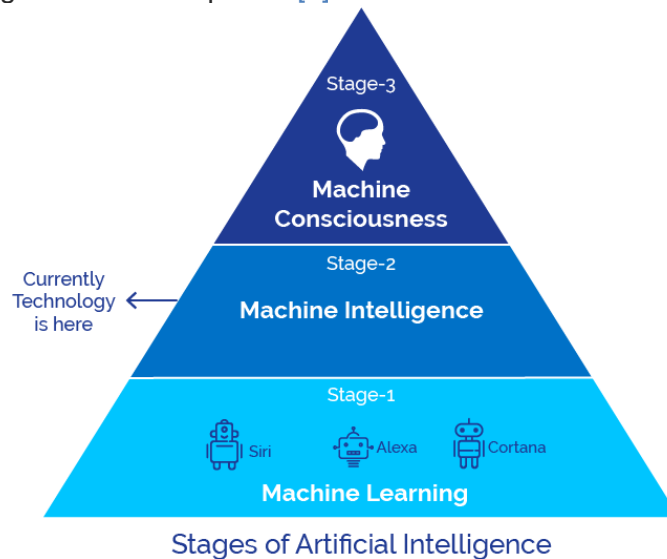 Stage-3
Machine
Consciousness
Stage-2
Currently
Technology
is here
Machine Intelligence
Stage-1
Siri
Alexa
Cortana
Machine Learning
Stages of Artificial Intelligence